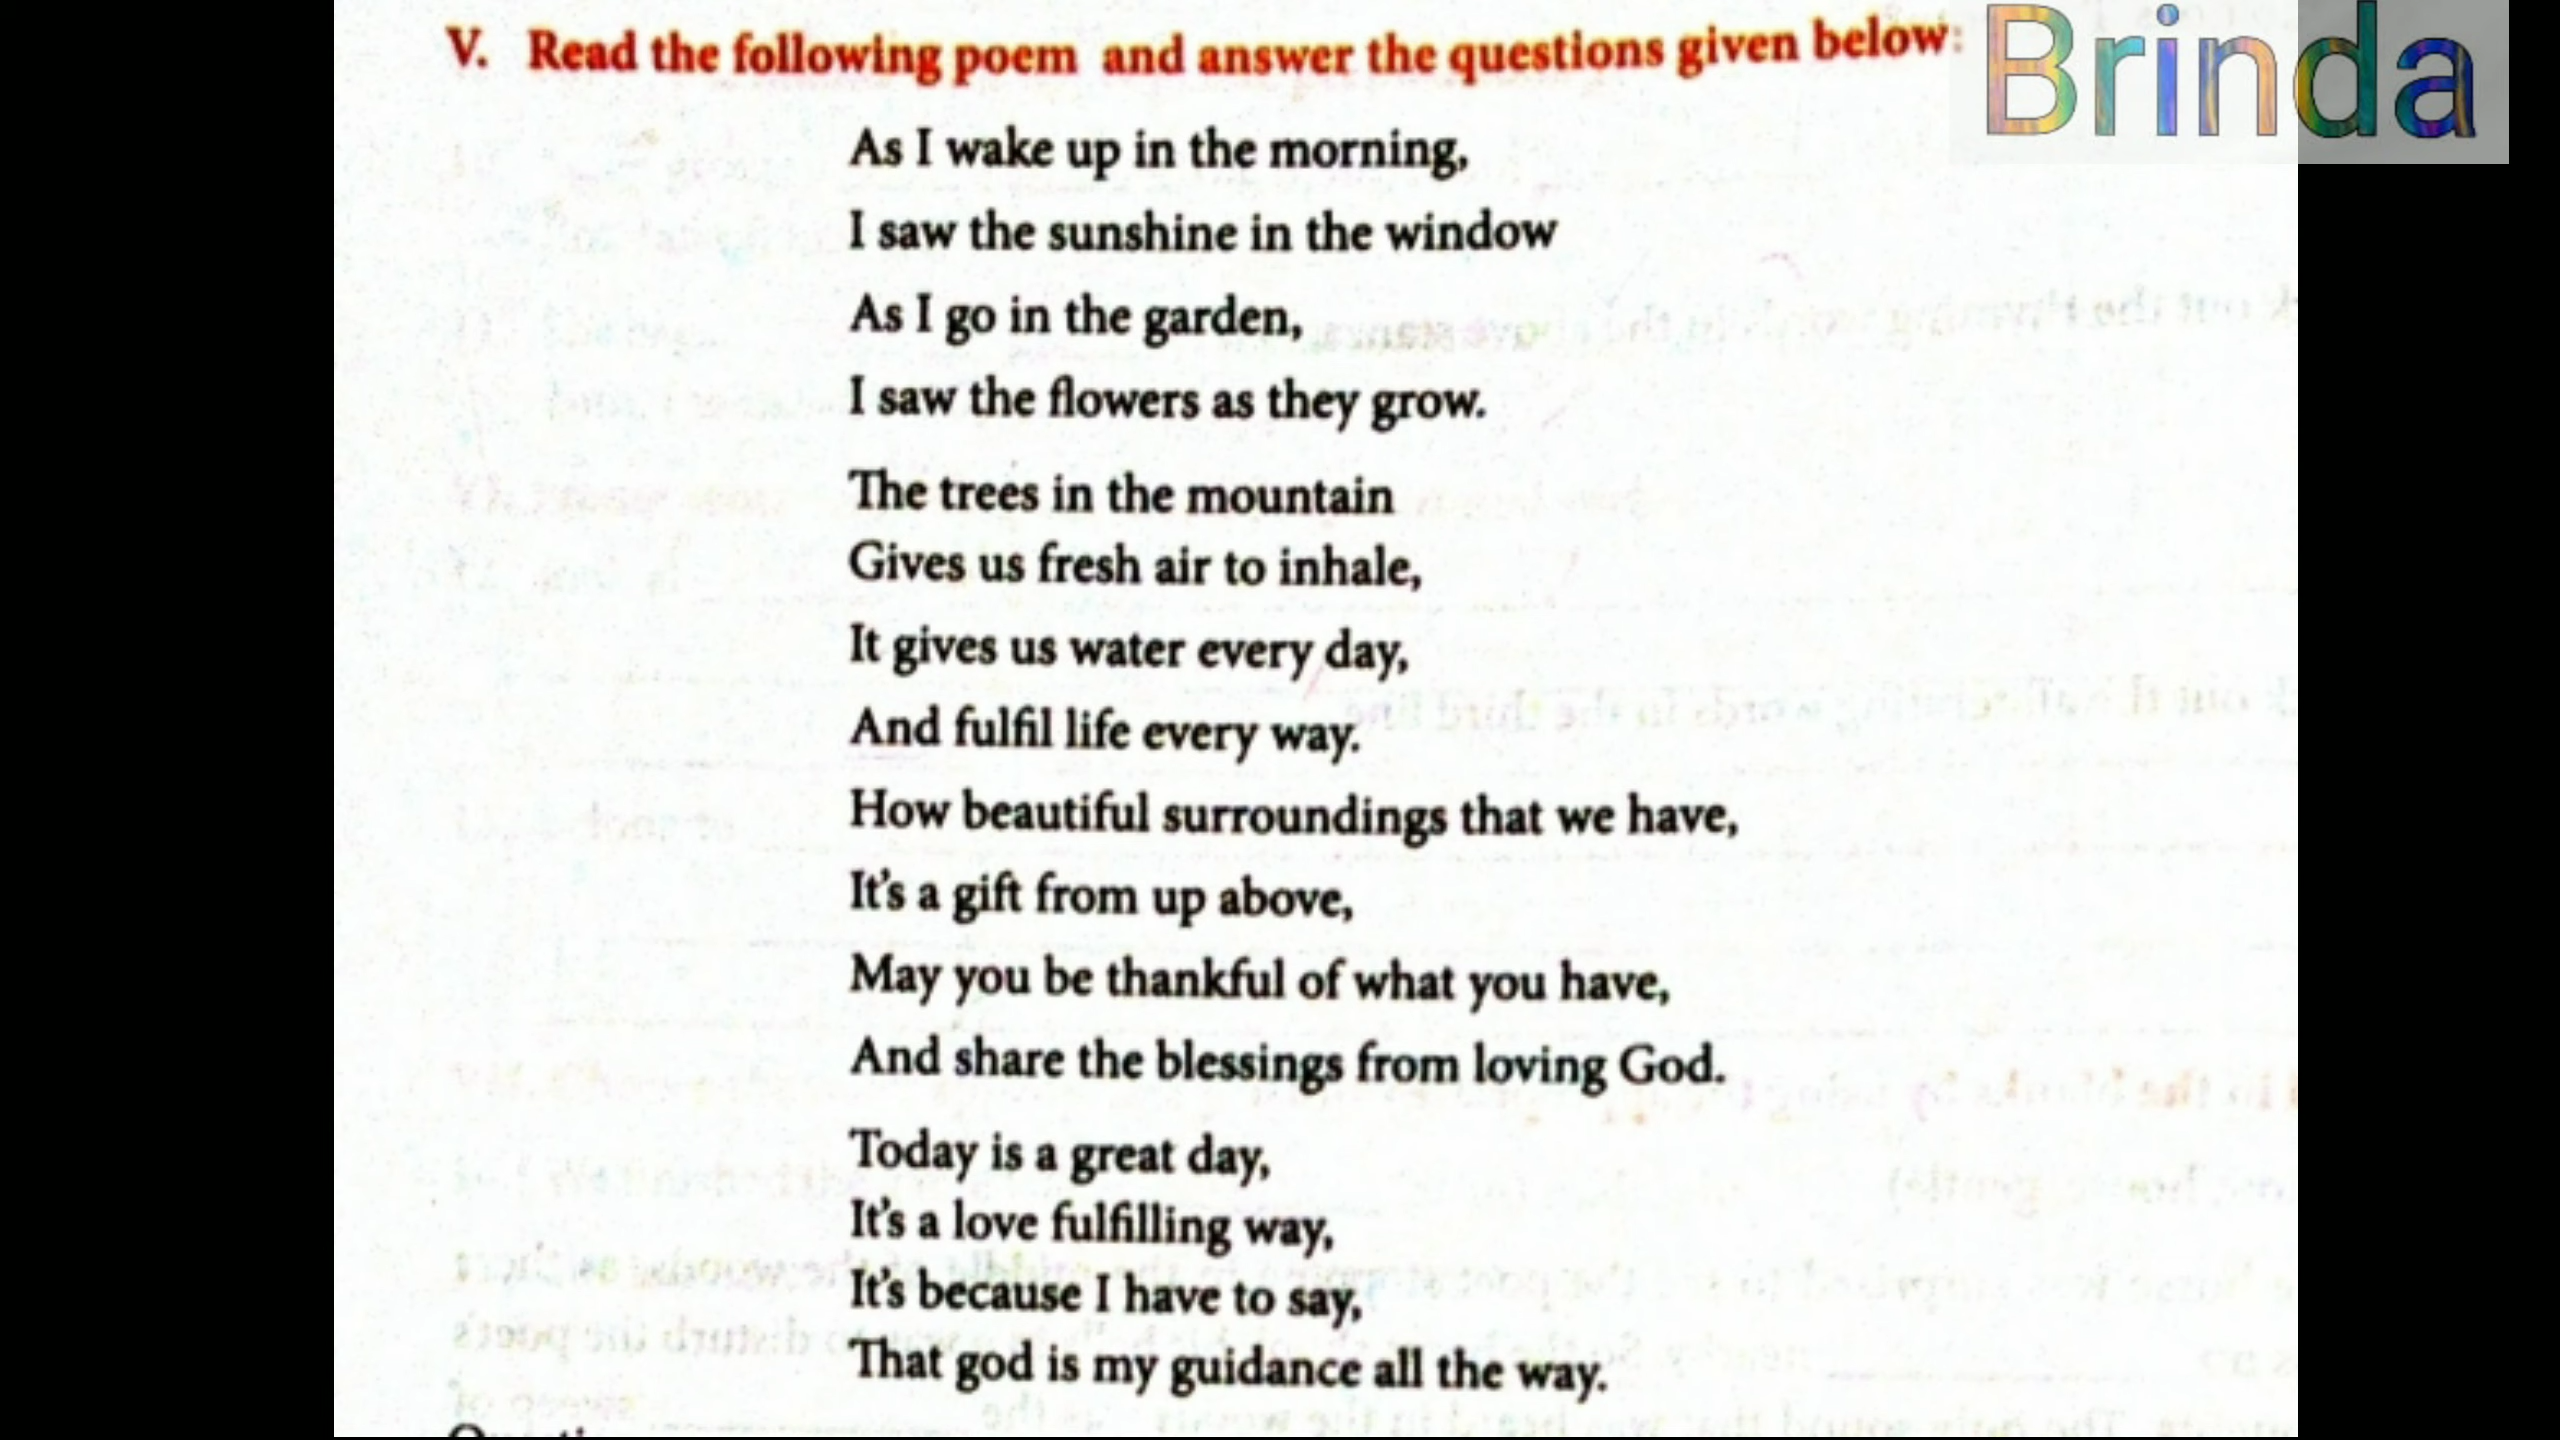 V. Read the following poem and answer the questions given below:
Brinda
As I wake up in the morning,
I saw the sunshine in the window
As I go in the garden,
I saw the flowers as they grow.
The trees in the mountain
Gives us fresh air to inhale,
It gives us water every day,
And fulfil life every way.
How beautiful surroundings that we have,
It's a gift from up above,
May you be thankful of what you have,
And share the blessings from loving God.
Today is a great day,
It's a love fulfilling way,
It's because I have to say,
That god is my guidance all the way.